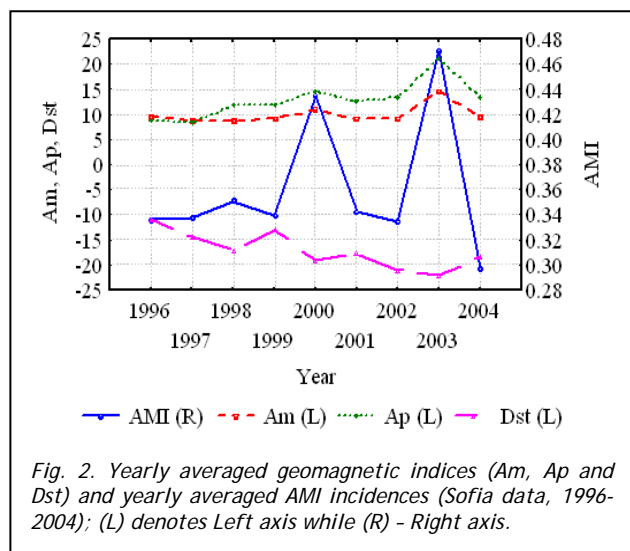 25
20
15
10
5
0
-5
-10
-15
-20
-25
Am, Ap, Dst
0.48
0.46
0.44
0.42
0.40
0.38
0.36
0.34
0.32
0.30
0.28
AMI
1996 1998 2000 2002 2004
1997 1999 2001 2003
Year
AMI (R) Am (L) Ap (L) Dst (L)
Fig. 2. Yearly averaged geomagnetic indices (Am, Ap and
Dst) and yearly averaged AMI incidences (Sofia data, 1996-
2004); (L) denotes Left axis while (R) – Right axis.